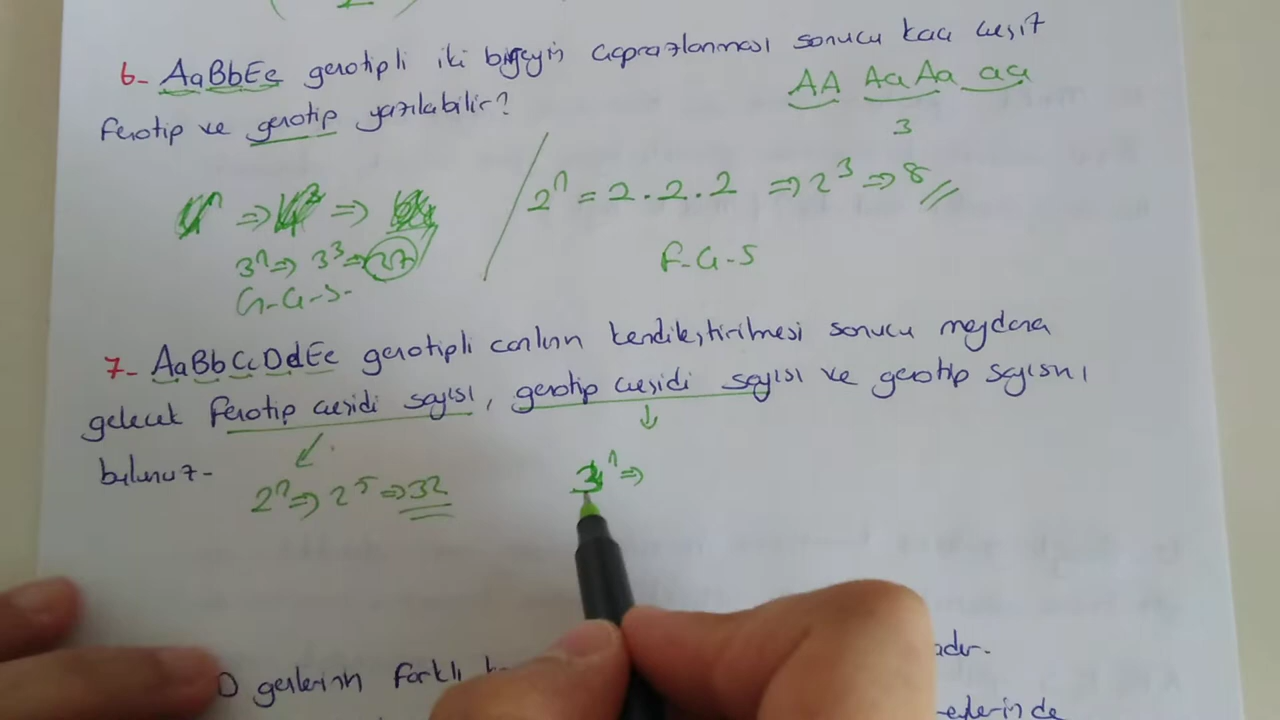 6- AaBbEe genotipli iki bireyin çaprazlanması sonucu kaç çeşit
AA Aa Aa aa
fenotip ve genotip yazılabilir?
3
2ⁿ = 2.2.2 ⇒ 2³ ⇒ 8
3ⁿ ⇒ 3³ ⇒ 27
F-Ç-S
G-Ç-S-
7- AaBbCcDdEe genotipli canlının kendileştirilmesi sonucu meydana
gelecek fenotip çeşidi sayısı, genotip çeşidi sayısı ve genotip sayısını
bulunuz-
2ⁿ ⇒ 2⁵ ⇒ 32
3ⁿ ⇒
genlerin farklı